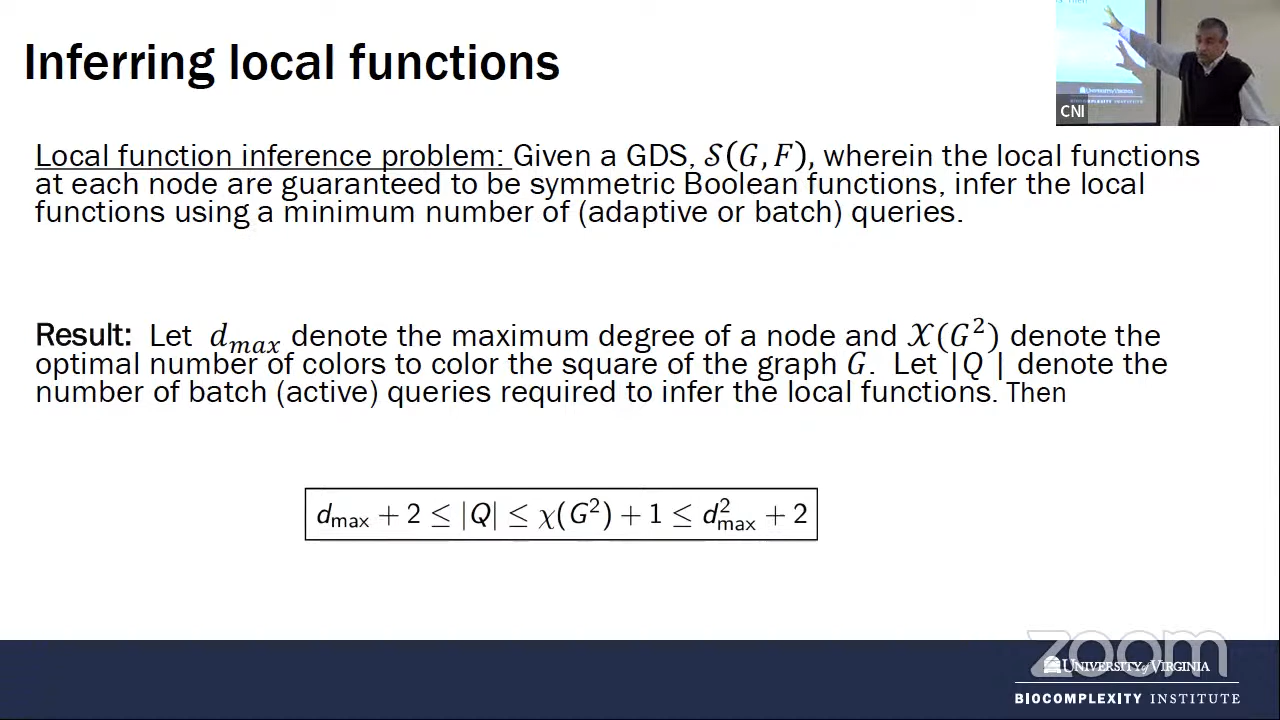 Inferring local functions
CNI
Local function inference problem: Given a GDS, 𝒮(G, F), wherein the local functions
at each node are guaranteed to be symmetric Boolean functions, infer the local
functions using a minimum number of (adaptive or batch) queries.
Result: Let d_max denote the maximum degree of a node and 𝒳(G²) denote the
optimal number of colors to color the square of the graph G. Let |Q | denote the
number of batch (active) queries required to infer the local functions. Then
d_max + 2 ≤ |Q| ≤ χ(G²) + 1 ≤ d²_max + 2
zoom
UNIVERSITY of VIRGINIA
BIOCOMPLEXITY INSTITUTE